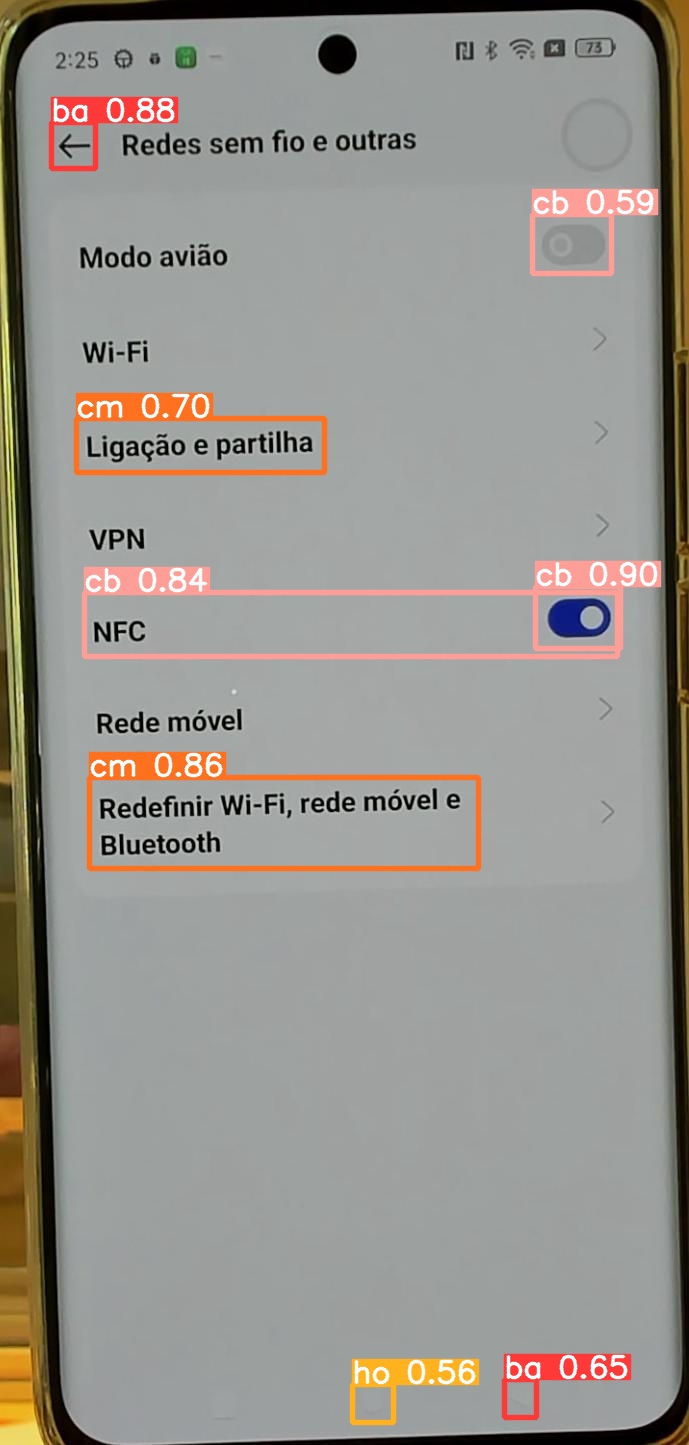 2:25
73
ba 0.88
Redes sem fio e outras
cb 0.59
Modo avião
Wi-Fi
cm 0.70
Ligação e partilha
VPN
cb 0.84
cb 0.90
NFC
Rede móvel
cm 0.86
Redefinir Wi-Fi, rede móvel e
Bluetooth
ho 0.56
ba 0.65